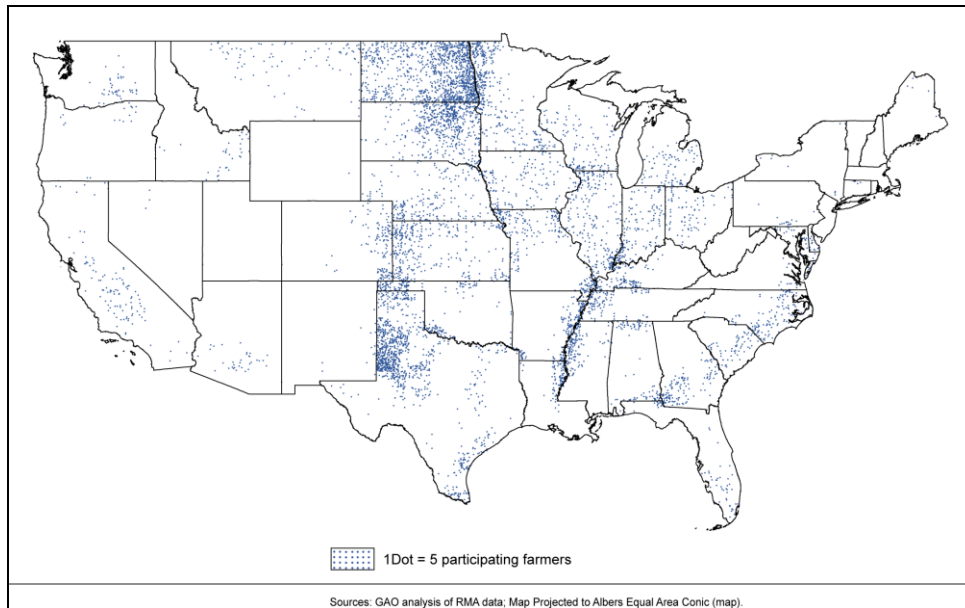 1Dot = 5 participating farmers
Sources: GAO analysis of RMA data; Map Projected to Albers Equal Area Conic (map).